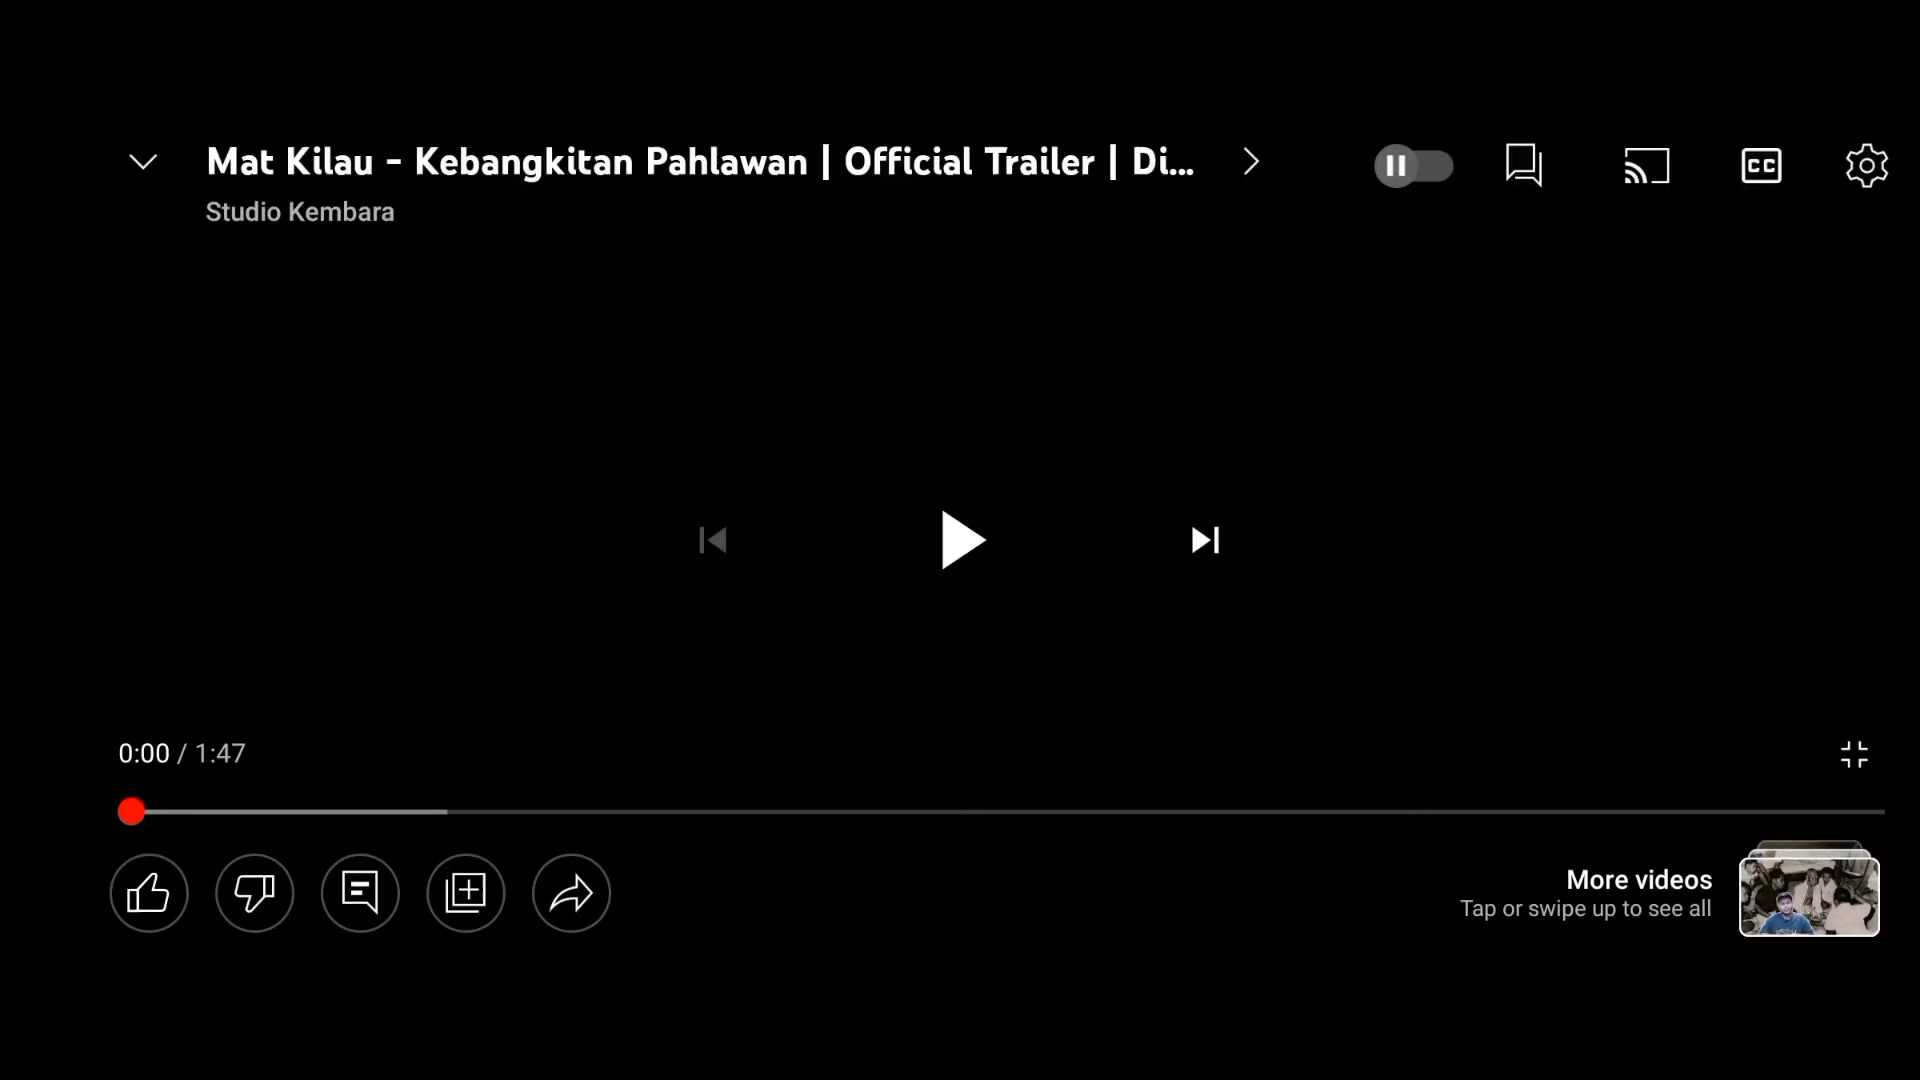 Mat Kilau - Kebangkitan Pahlawan | Official Trailer | Di...
Studio Kembara
CC
0:00 / 1:47
More videos
Tap or swipe up to see all